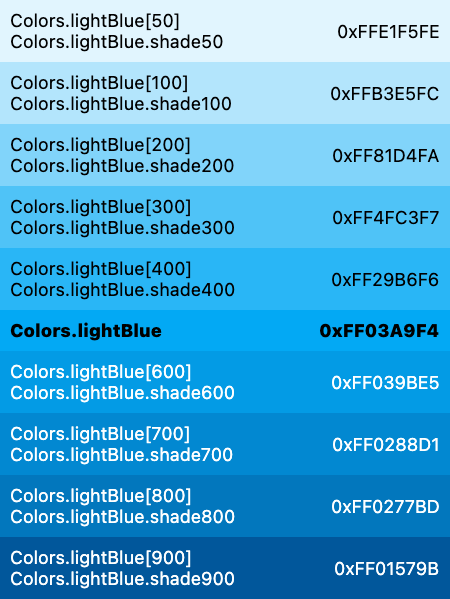 Colors.lightBlue[50]
Colors.lightBlue.shade50
0xFFE1F5FE
Colors.lightBlue[100]
Colors.lightBlue.shade100
0xFFB3E5FC
Colors.lightBlue[200]
Colors.lightBlue.shade200
0xFF81D4FA
Colors.lightBlue[300]
Colors.lightBlue.shade300
0xFF4FC3F7
Colors.lightBlue[400]
Colors.lightBlue.shade400
0xFF29B6F6
Colors.lightBlue
0xFF03A9F4
Colors.lightBlue[600]
Colors.lightBlue.shade600
0xFF039BE5
Colors.lightBlue[700]
Colors.lightBlue.shade700
0xFF0288D1
Colors.lightBlue[800]
Colors.lightBlue.shade800
0xFF0277BD
Colors.lightBlue[900]
Colors.lightBlue.shade900
0xFF01579B